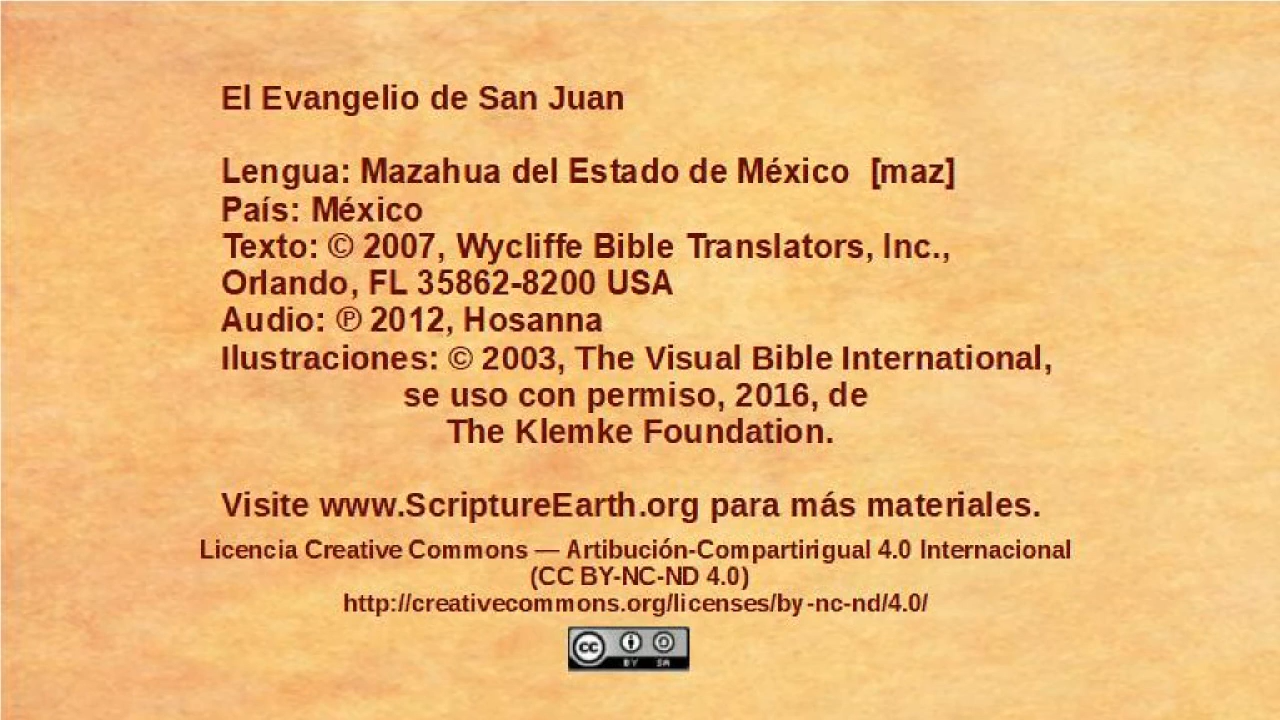 El Evangelio de San Juan
Lengua: Mazahua del Estado de México [maz]
País: México
Texto: © 2007, Wycliffe Bible Translators, Inc.,
Orlando, FL 35862-8200 USA
Audio: ℗ 2012, Hosanna
Ilustraciones: © 2003, The Visual Bible International,
se uso con permiso, 2016, de
The Klemke Foundation.
Visite www.ScriptureEarth.org para más materiales.
Licencia Creative Commons — Artibución-Compartirigual 4.0 Internacional
(CC BY-NC-ND 4.0)
http://creativecommons.org/licenses/by-nc-nd/4.0/
cc
BY SA